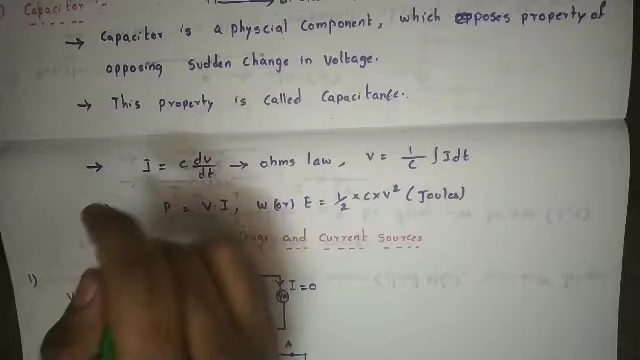 Capacitor :-
→ Capacitor is a physcial component, which opposes property of
opposing sudden change in voltage.
→ This property is called Capacitance.
→ I = c dv/dt → ohms law, V = 1/c ∫ I dt
P = V·I, W (or) E = 1/2 × C × V² (Joules)
and Current Sources
1)
I = 0
A